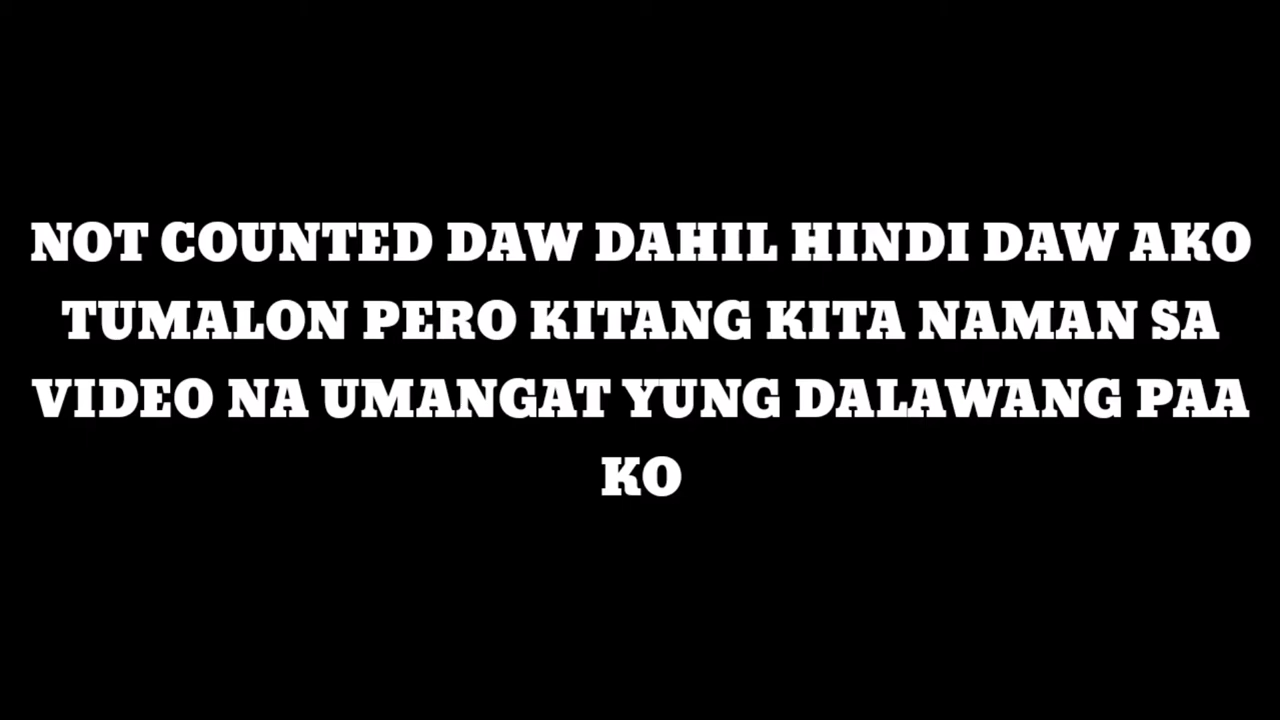 NOT COUNTED DAW DAHIL HINDI DAW AKO
TUMALON PERO KITANG KITA NAMAN SA
VIDEO NA UMANGAT YUNG DALAWANG PAA
KO